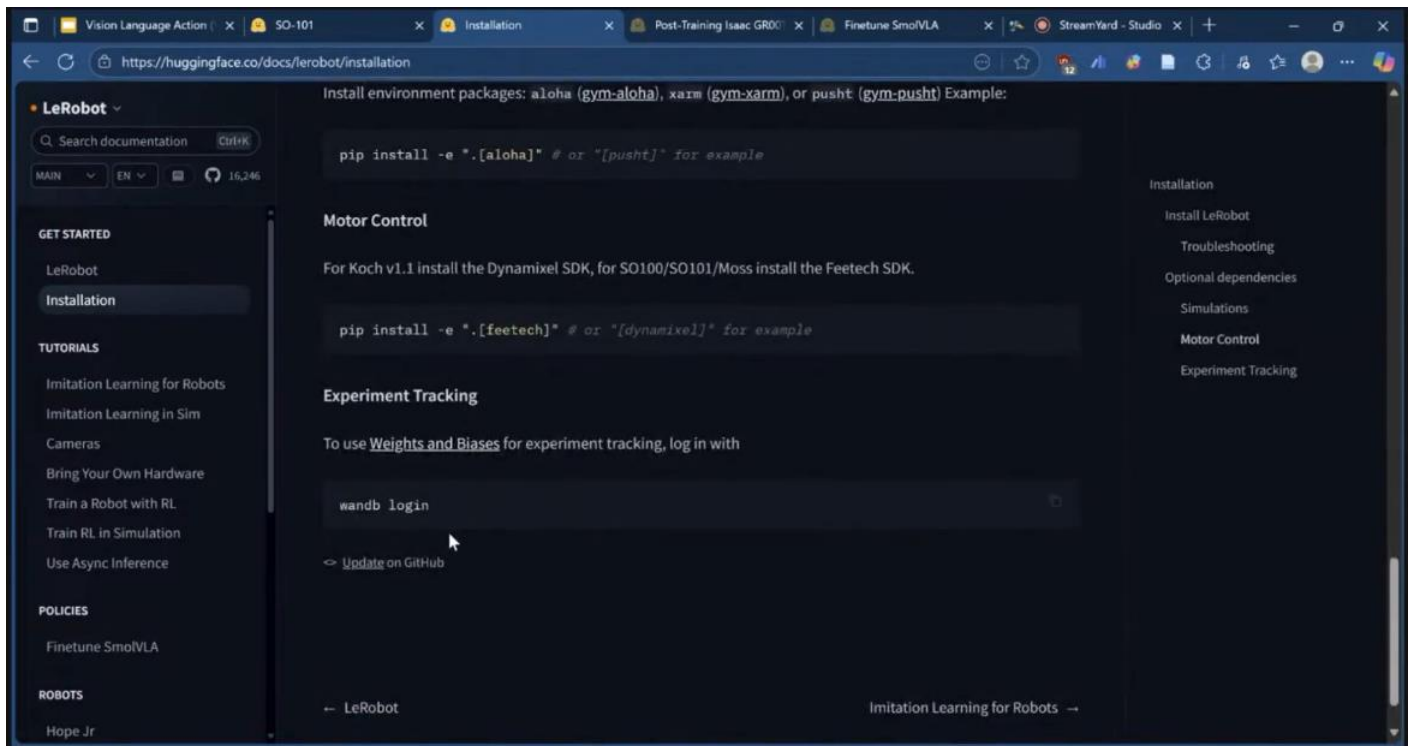 Vision Language Action (
SO-101
Installation
Post-Training Isaac GR00T
Finetune SmolVLA
StreamYard - Studio
https://huggingface.co/docs/lerobot/installation
12
LeRobot
Search documentation Ctrl+K
MAIN EN 16,246
GET STARTED
LeRobot
Installation
TUTORIALS
Imitation Learning for Robots
Imitation Learning in Sim
Cameras
Bring Your Own Hardware
Train a Robot with RL
Train RL in Simulation
Use Async Inference
POLICIES
Finetune SmolVLA
ROBOTS
Hope Jr
Install environment packages: aloha (gym-aloha), xarm (gym-xarm), or pusht (gym-pusht) Example:
pip install -e ".[aloha]" # or "[pusht]" for example
Motor Control
For Koch v1.1 install the Dynamixel SDK, for SO100/SO101/Moss install the Feetech SDK.
pip install -e ".[feetech]" # or "[dynamixel]" for example
Experiment Tracking
To use Weights and Biases for experiment tracking, log in with
wandb login
<> Update on GitHub
← LeRobot
Imitation Learning for Robots →
Installation
Install LeRobot
Troubleshooting
Optional dependencies
Simulations
Motor Control
Experiment Tracking